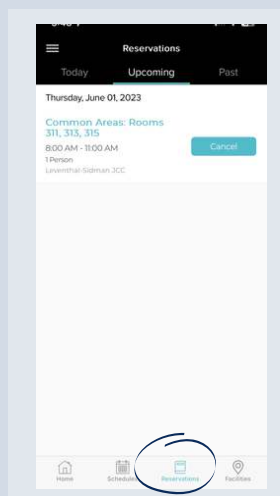 Reservations
Today Upcoming Past
Thursday, June 01, 2023
Common Areas: Rooms
311, 313, 315
8:00 AM - 11:00 AM
Cancel
1 Person
Leventhal-Sidman JCC
Home Schedules Reservations Facilities